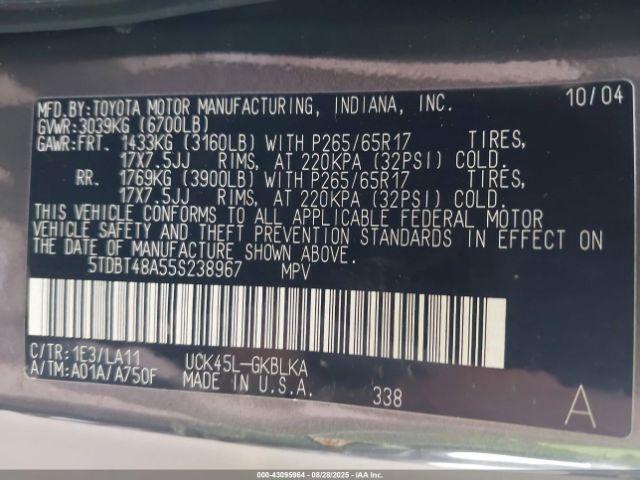 MFD.BY:TOYOTA MOTOR MANUFACTURING, INDIANA, INC. 10/04
GVWR:3039KG (6700LB)
GAWR:FRT. 1433KG (3160LB) WITH P265/65R17 TIRES,
17X7.5JJ RIMS, AT 220KPA (32PSI) COLD.
RR. 1769KG (3900LB) WITH P265/65R17 TIRES,
17X7.5JJ RIMS, AT 220KPA (32PSI) COLD.
THIS VEHICLE CONFORMS TO ALL APPLICABLE FEDERAL MOTOR
VEHICLE SAFETY AND THEFT PREVENTION STANDARDS IN EFFECT ON
THE DATE OF MANUFACTURE SHOWN ABOVE.
5TDBT48A55S238967 MPV
C/TR:1E3/LA11 UCK45L-GKBLKA
A/TM:A01A/A750F MADE IN U.S.A.
338
A
000-43095964 - 08/28/2025 - IAAI.com